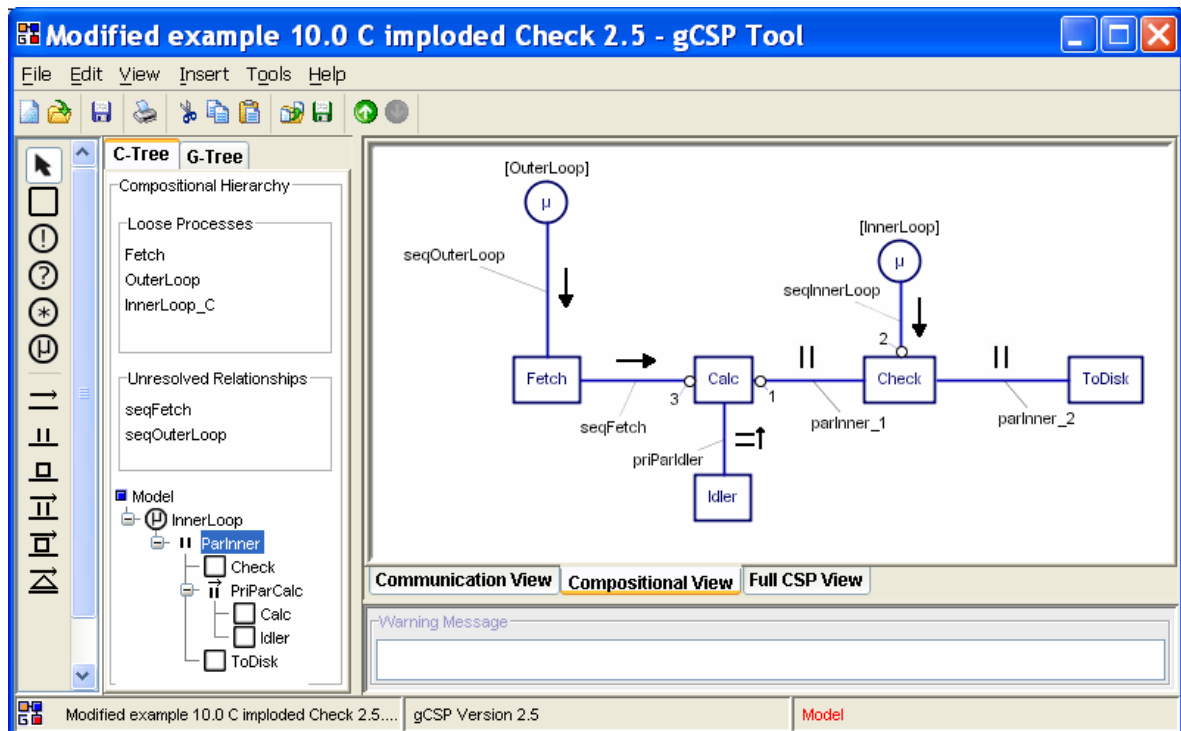 Modified example 10.0 C imploded Check 2.5 - gCSP Tool
File Edit View Insert Tools Help
C-Tree G-Tree
Compositional Hierarchy
Loose Processes
Fetch
OuterLoop
InnerLoop_C
Unresolved Relationships
seqFetch
seqOuterLoop
Model
μ InnerLoop
ParInner
Check
PriParCalc
Calc
Idler
ToDisk
[OuterLoop]
μ
[InnerLoop]
μ
seqOuterLoop
seqInnerLoop
2
Fetch
Calc
Check
ToDisk
3
1
seqFetch
parInner_1
parInner_2
priParIdler
Idler
Communication View Compositional View Full CSP View
Warning Message
Modified example 10.0 C imploded Check 2.5.... gCSP Version 2.5 Model